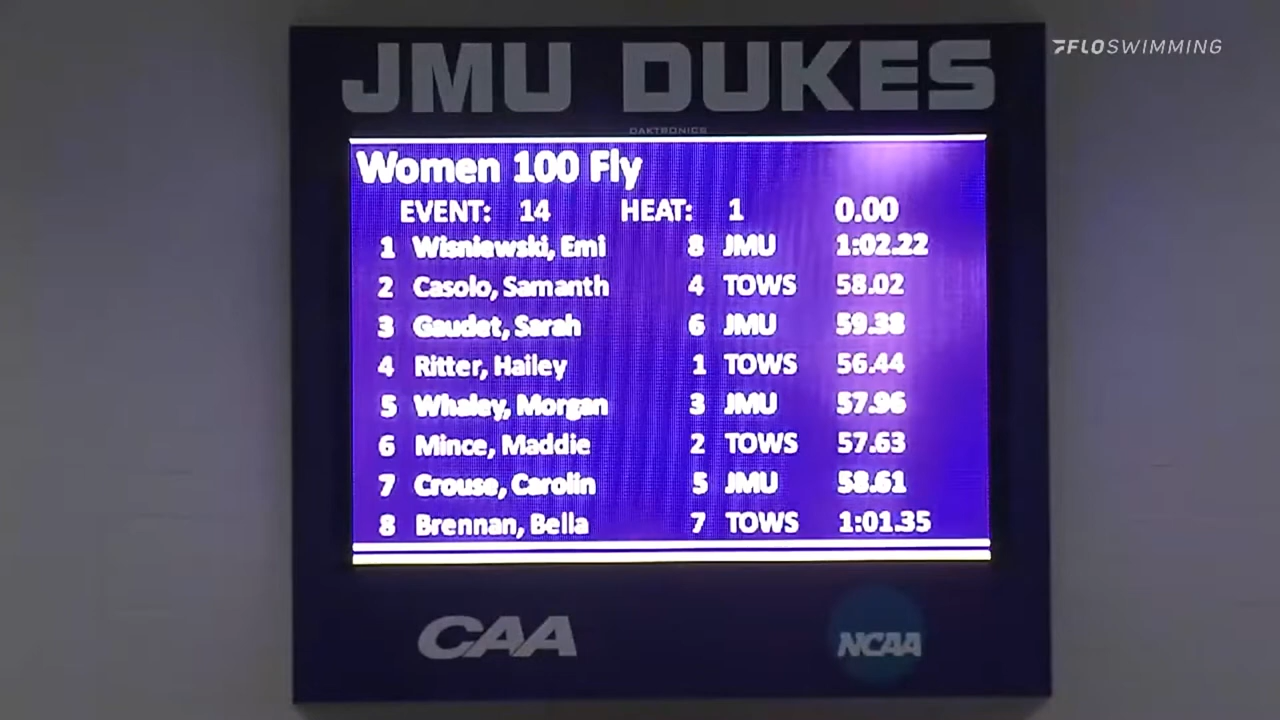 FLOSWIMMING
JMU DUKES
DAKTRONICS
Women 100 Fly
EVENT: 14 HEAT: 1 0.00
1 Wisniewski, Emi 8 JMU 1:02.22
2 Casolo, Samanth 4 TOWS 58.02
3 Gaudet, Sarah 6 JMU 59.38
4 Ritter, Hailey 1 TOWS 56.44
5 Whaley, Morgan 3 JMU 57.96
6 Mince, Maddie 2 TOWS 57.63
7 Crouse, Carolin 5 JMU 58.61
8 Brennan, Bella 7 TOWS 1:01.35
CAA NCAA